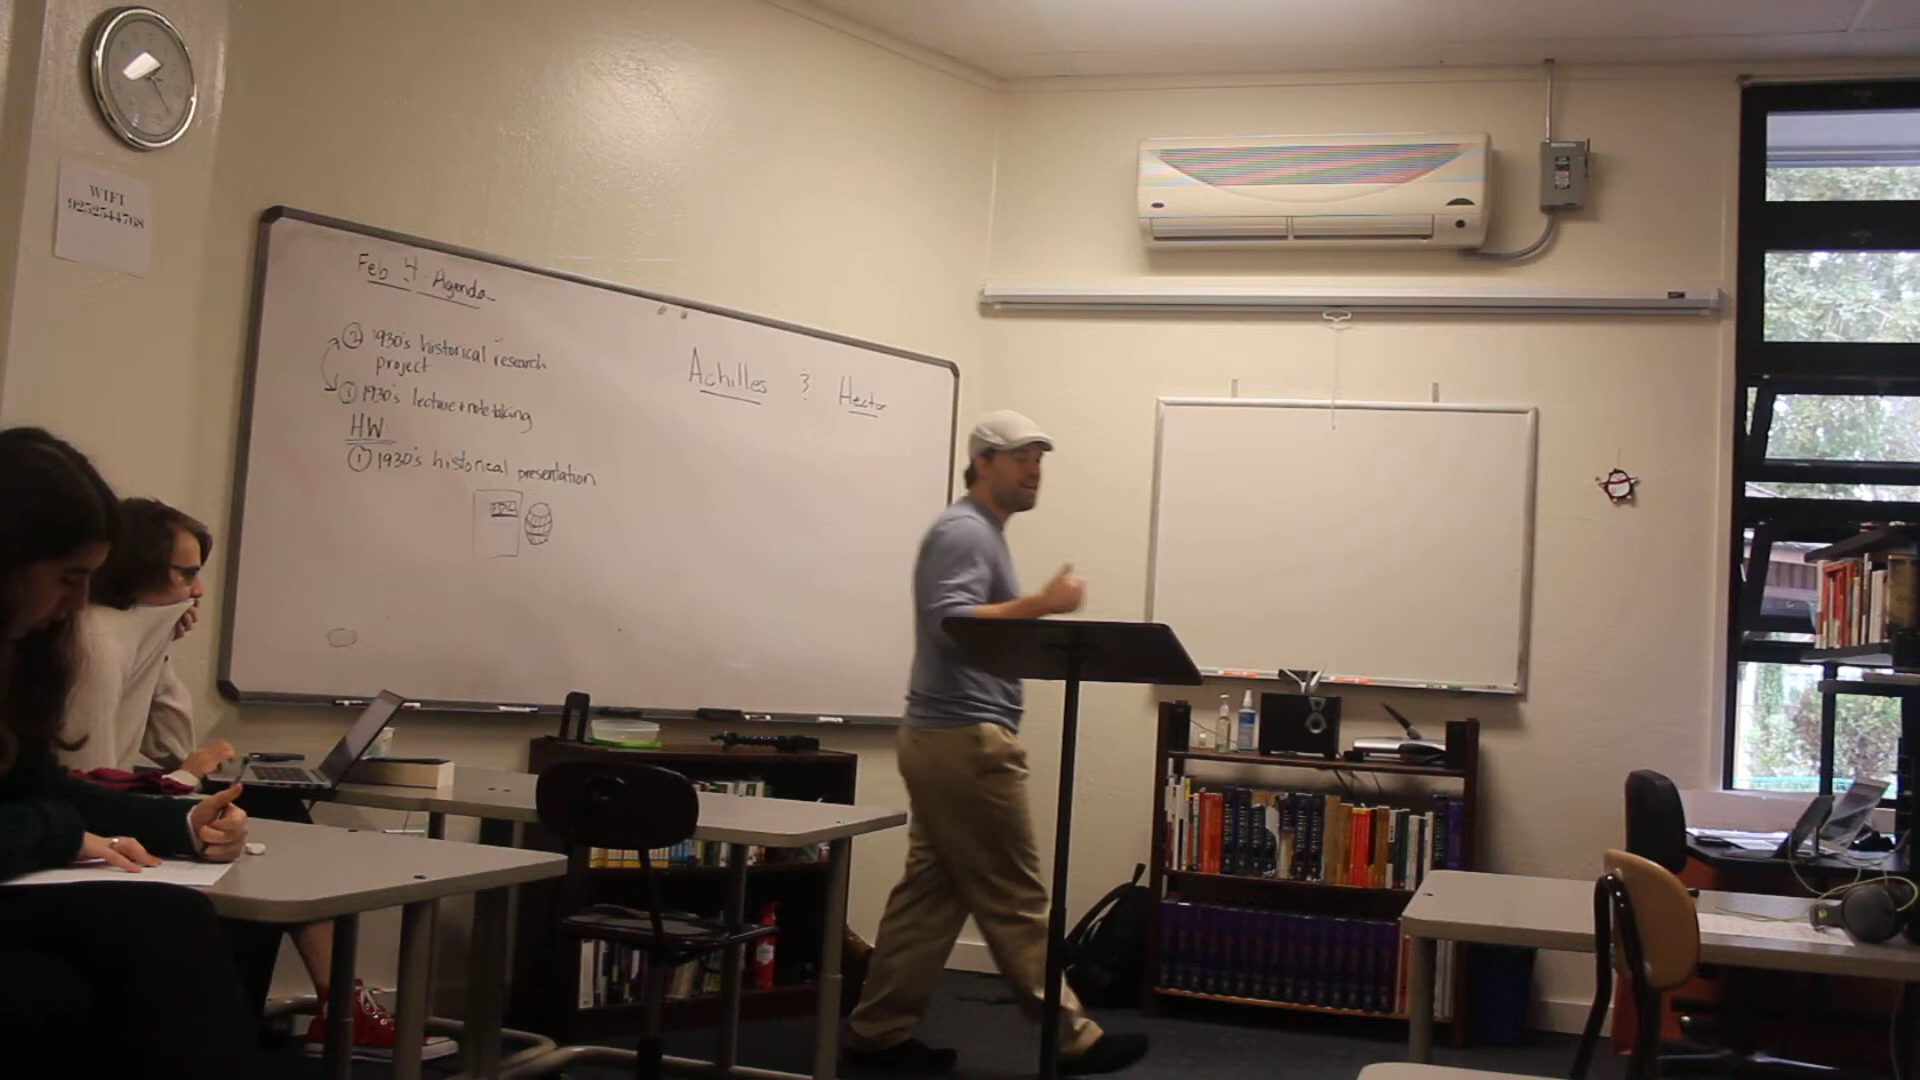 WIFI
9252544768
Feb 4 Agenda
② 1930's historical research
project
① 1930's lecture + note-taking
HW
① 1930's historical presentation
Achilles & Hector